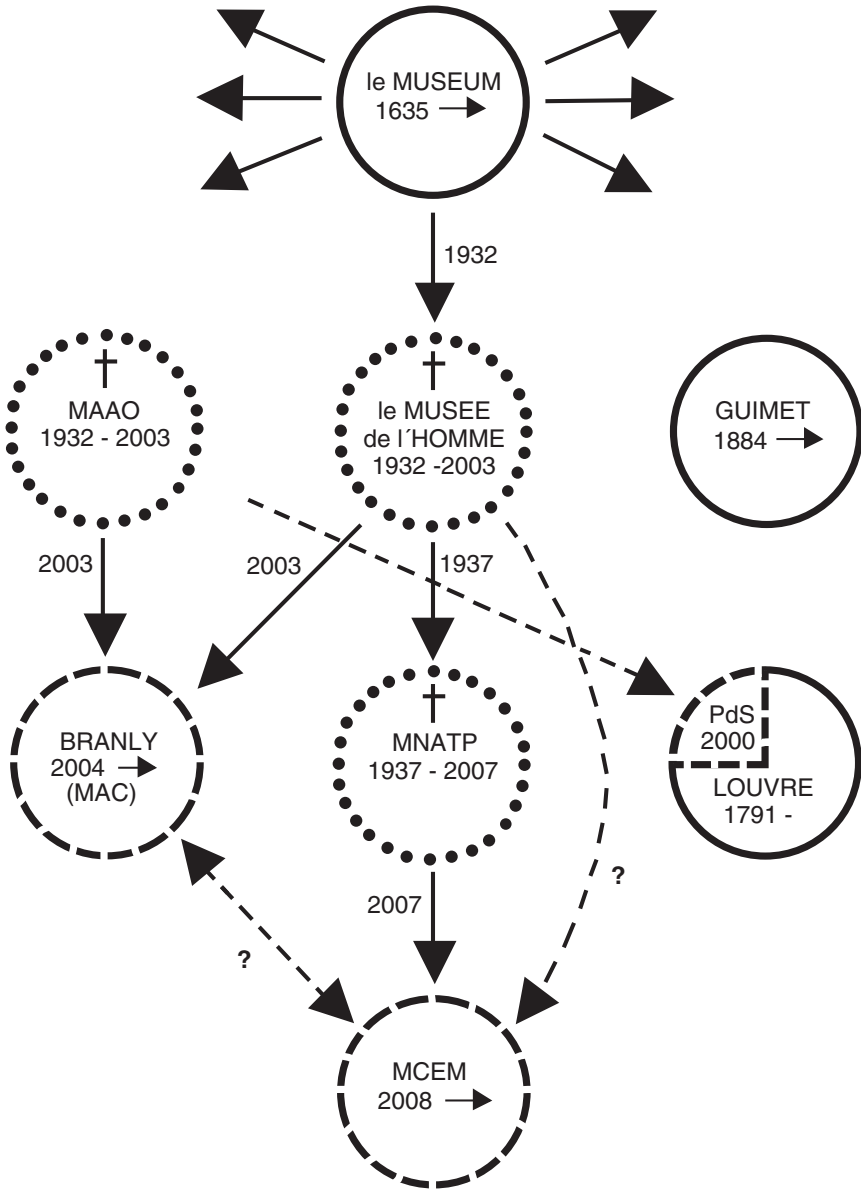 le MUSEUM
1635
1932
MAAO
1932 - 2003
le MUSEE
de l´HOMME
1932 -2003
GUIMET
1884
2003
2003
1937
BRANLY
2004
(MAC)
MNATP
1937 - 2007
PdS
2000
LOUVRE
1791 -
2007
?
?
MCEM
2008